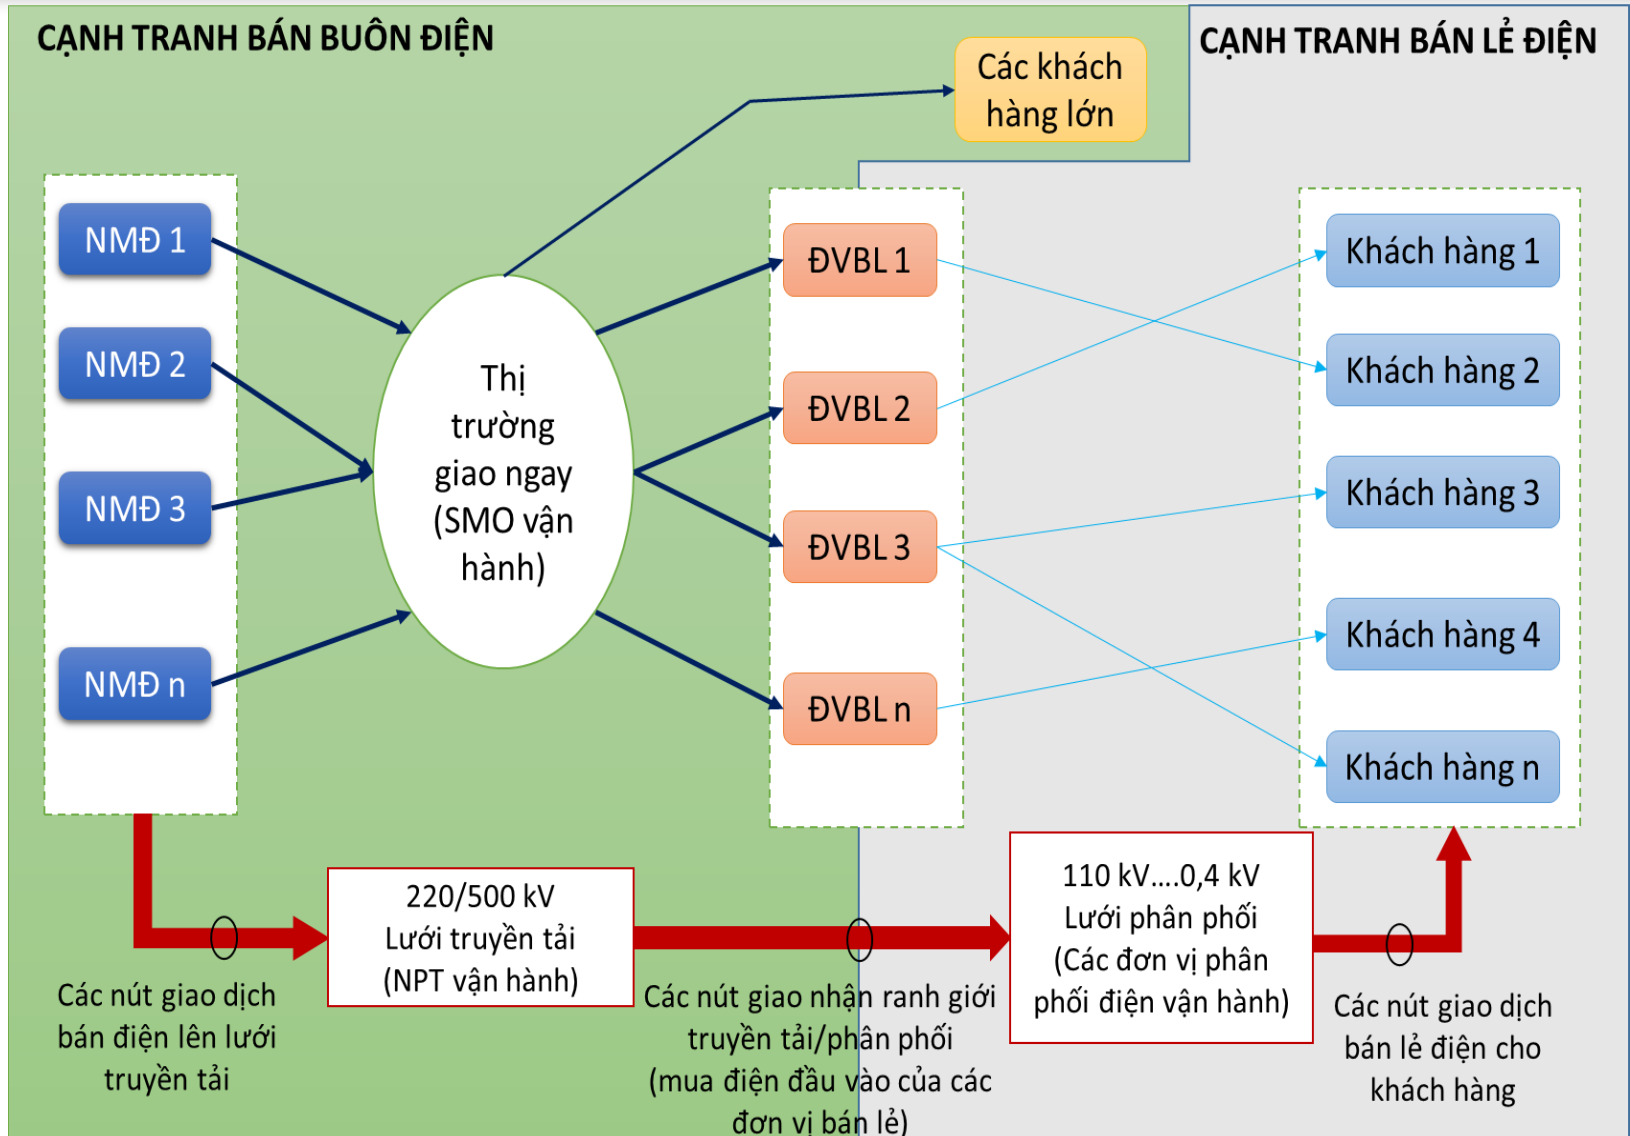 CẠNH TRANH BÁN BUÔN ĐIỆN
CẠNH TRANH BÁN LẺ ĐIỆN
Các khách
hàng lớn
NMĐ 1
NMĐ 2
NMĐ 3
NMĐ n
Thị
trường
giao ngay
(SMO vận
hành)
ĐVBL 1
ĐVBL 2
ĐVBL 3
ĐVBL n
Khách hàng 1
Khách hàng 2
Khách hàng 3
Khách hàng 4
Khách hàng n
220/500 kV
Lưới truyền tải
(NPT vận hành)
110 kV....0,4 kV
Lưới phân phối
(Các đơn vị phân
phối điện vận hành)
Các nút giao dịch
bán điện lên lưới
truyền tải
Các nút giao nhận ranh giới
truyền tải/phân phối
(mua điện đầu vào của các
đơn vị bán lẻ)
Các nút giao dịch
bán lẻ điện cho
khách hàng